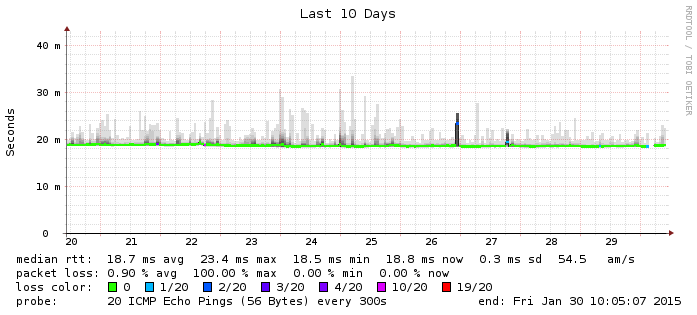 Last 10 Days
RRDTOOL / TOBI OETIKER
Seconds
40 m
30 m
20 m
10 m
0
20 21 22 23 24 25 26 27 28 29
median rtt: 18.7 ms avg 23.4 ms max 18.5 ms min 18.8 ms now 0.3 ms sd 54.5 am/s
packet loss: 0.90 % avg 100.00 % max 0.00 % min 0.00 % now
loss color: 0 1/20 2/20 3/20 4/20 10/20 19/20
probe: 20 ICMP Echo Pings (56 Bytes) every 300s end: Fri Jan 30 10:05:07 2015